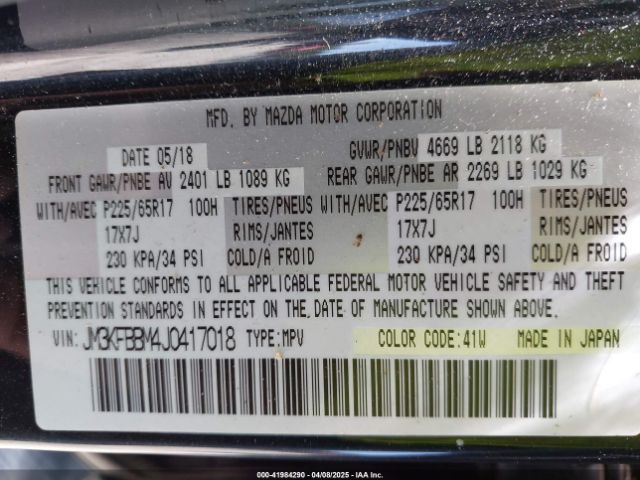 MFD. BY MAZDA MOTOR CORPORATION
DATE 05/18 GVWR/PNBV 4669 LB 2118 KG
FRONT GAWR/PNBE AV 2401 LB 1089 KG REAR GAWR/PNBE AR 2269 LB 1029 KG
WITH/AVEC P225/65R17 100H TIRES/PNEUS WITH/AVEC P225/65R17 100H TIRES/PNEUS
17X7J RIMS/JANTES 17X7J RIMS/JANTES
230 KPA/34 PSI COLD/A FROID 230 KPA/34 PSI COLD/A FROID
THIS VEHICLE CONFORMS TO ALL APPLICABLE FEDERAL MOTOR VEHICLE SAFETY AND THEFT
PREVENTION STANDARDS IN EFFECT ON THE DATE OF MANUFACTURE SHOWN ABOVE.
VIN: JM3KFBBM4J0417018 TYPE:MPV COLOR CODE:41W MADE IN JAPAN
000-41984290 - 04/08/2025 - IAA Inc.